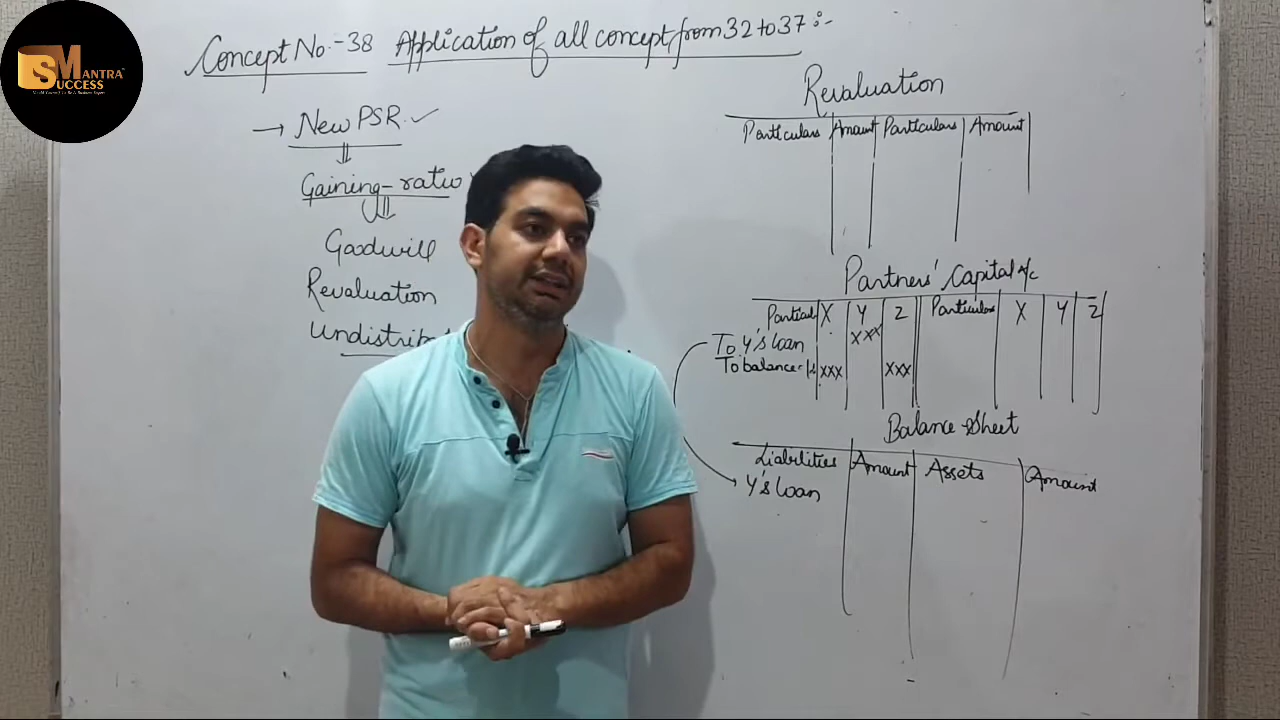 Concept No.-38 Application of all concept from 32 to 37 :-
SM
MANTRA
SUCCESS
→ New PSR ✓
Gaining-ratio
Goodwill
Revaluation
Undistrib
Revaluation
Particulars Amount Particulars Amount
Partners' Capital a/c
X Y Z Particulars X Y Z
To Y's loan XXX
To balance XXX XXX
Balance Sheet
Liabilities Amount Assets Amount
Y's loan